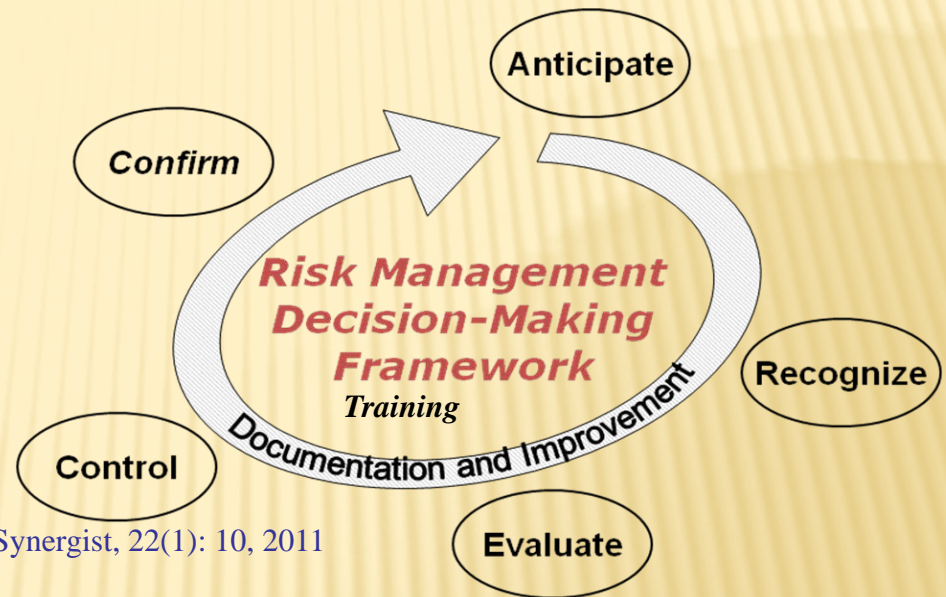 Anticipate
Confirm
Risk Management
Decision-Making
Framework
Training
Recognize
Documentation and Improvement
Control
Synergist, 22(1): 10, 2011
Evaluate